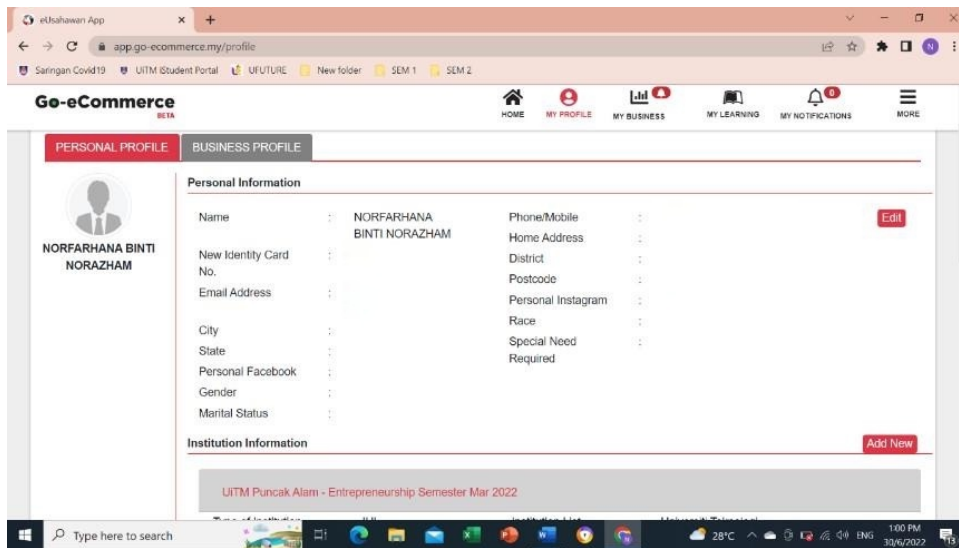 eUsahawan App
app.go-ecommerce.my/profile
N
Saringan Covid19 UiTM iStudent Portal UFUTURE New folder SEM 1 SEM 2
Go-eCommerce
BETA
HOME MY PROFILE MY BUSINESS MY LEARNING MY NOTIFICATIONS MORE
0
PERSONAL PROFILE BUSINESS PROFILE
Personal Information
NORFARHANA BINTI
NORAZHAM
Name : NORFARHANA
BINTI NORAZHAM
New Identity Card :
No.
Email Address :
City :
State :
Personal Facebook :
Gender :
Marital Status :
Phone/Mobile :
Home Address :
District :
Postcode :
Personal Instagram :
Race :
Special Need :
Required
Edit
Institution Information
Add New
UiTM Puncak Alam - Entrepreneurship Semester Mar 2022
Type here to search
28°C ENG
1:00 PM
30/6/2022
13